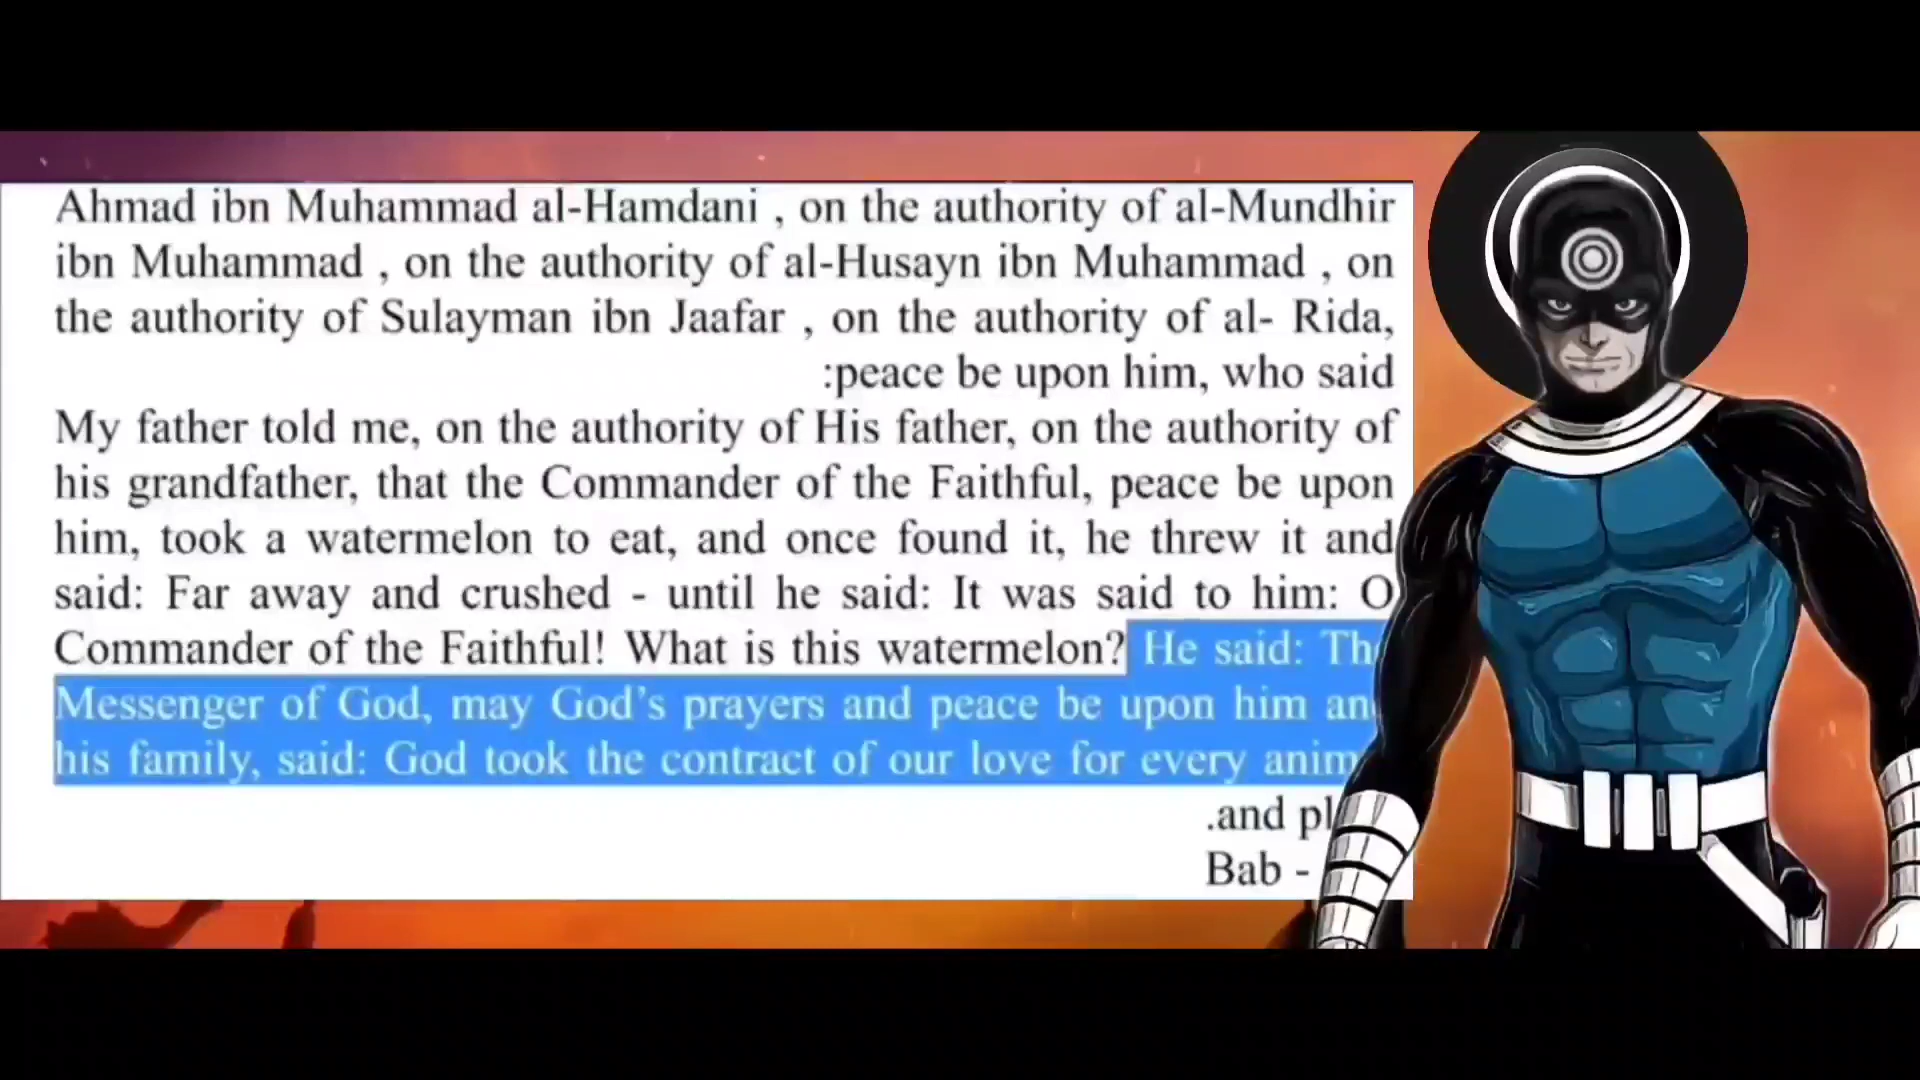 Ahmad ibn Muhammad al-Hamdani , on the authority of al-Mundhir
ibn Muhammad , on the authority of al-Husayn ibn Muhammad , on
the authority of Sulayman ibn Jaafar , on the authority of al- Rida,
:peace be upon him, who said
My father told me, on the authority of His father, on the authority of
his grandfather, that the Commander of the Faithful, peace be upon
him, took a watermelon to eat, and once found it, he threw it and
said: Far away and crushed - until he said: It was said to him: O
Commander of the Faithful! What is this watermelon? He said:
Messenger of God, may God's prayers and peace be upon him
his family, said: God took the contract of our love for every
.and
Bab -